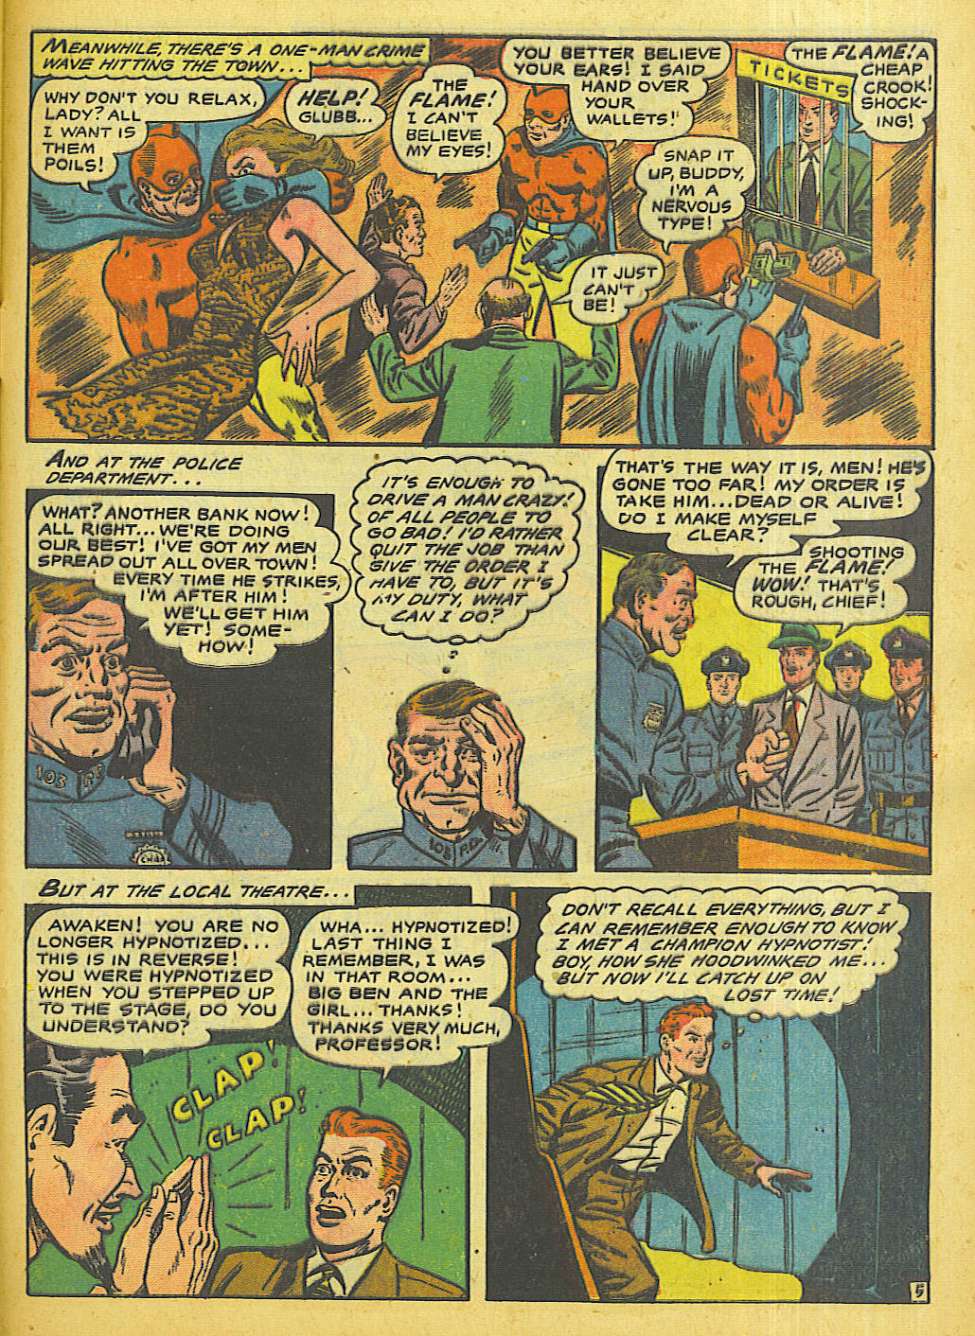 MEANWHILE, THERE'S A ONE-MAN CRIME
WAVE HITTING THE TOWN...
WHY DON'T YOU RELAX,
LADY? ALL
I WANT IS
THEM
POILS!
HELP!
GLUBB...
THE
FLAME!
I CAN'T
BELIEVE
MY EYES!
YOU BETTER BELIEVE
YOUR EARS! I SAID
HAND OVER
YOUR
WALLETS!
IT JUST
CAN'T
BE!
SNAP IT
UP, BUDDY,
I'M A
NERVOUS
TYPE!
TICKETS
THE FLAME! A
CHEAP
CROOK!
SHOCK-
ING!
AND AT THE POLICE
DEPARTMENT...
WHAT? ANOTHER BANK NOW!
ALL RIGHT... WE'RE DOING
OUR BEST! I'VE GOT MY MEN
SPREAD OUT ALL OVER TOWN!
EVERY TIME HE STRIKES,
I'M AFTER HIM!
WE'LL GET HIM
YET! SOME-
HOW!
103 P.D.
IT'S ENOUGH TO
DRIVE A MAN CRAZY!
OF ALL PEOPLE TO
GO BAD! I'D RATHER
QUIT THE JOB THAN
GIVE THE ORDER I
HAVE TO, BUT IT'S
MY DUTY, WHAT
CAN I DO?
103 P.D.
THAT'S THE WAY IT IS, MEN! HE'S
GONE TOO FAR! MY ORDER IS
TAKE HIM...DEAD OR ALIVE!
DO I MAKE MYSELF
CLEAR?
SHOOTING
THE FLAME!
WOW! THAT'S
ROUGH, CHIEF!
BUT AT THE LOCAL THEATRE...
AWAKEN! YOU ARE NO
LONGER HYPNOTIZED...
THIS IS IN REVERSE!
YOU WERE HYPNOTIZED
WHEN YOU STEPPED UP
TO THE STAGE, DO YOU
UNDERSTAND?
CLAP!
CLAP!
WHA... HYPNOTIZED!
LAST THING I
REMEMBER, I WAS
IN THAT ROOM...
BIG BEN AND THE
GIRL... THANKS!
THANKS VERY MUCH,
PROFESSOR!
DON'T RECALL EVERYTHING, BUT I
CAN REMEMBER ENOUGH TO KNOW
I MET A CHAMPION HYPNOTIST!
BOY, HOW SHE HOODWINKED ME...
BUT NOW I'LL CATCH UP ON
LOST TIME!
5